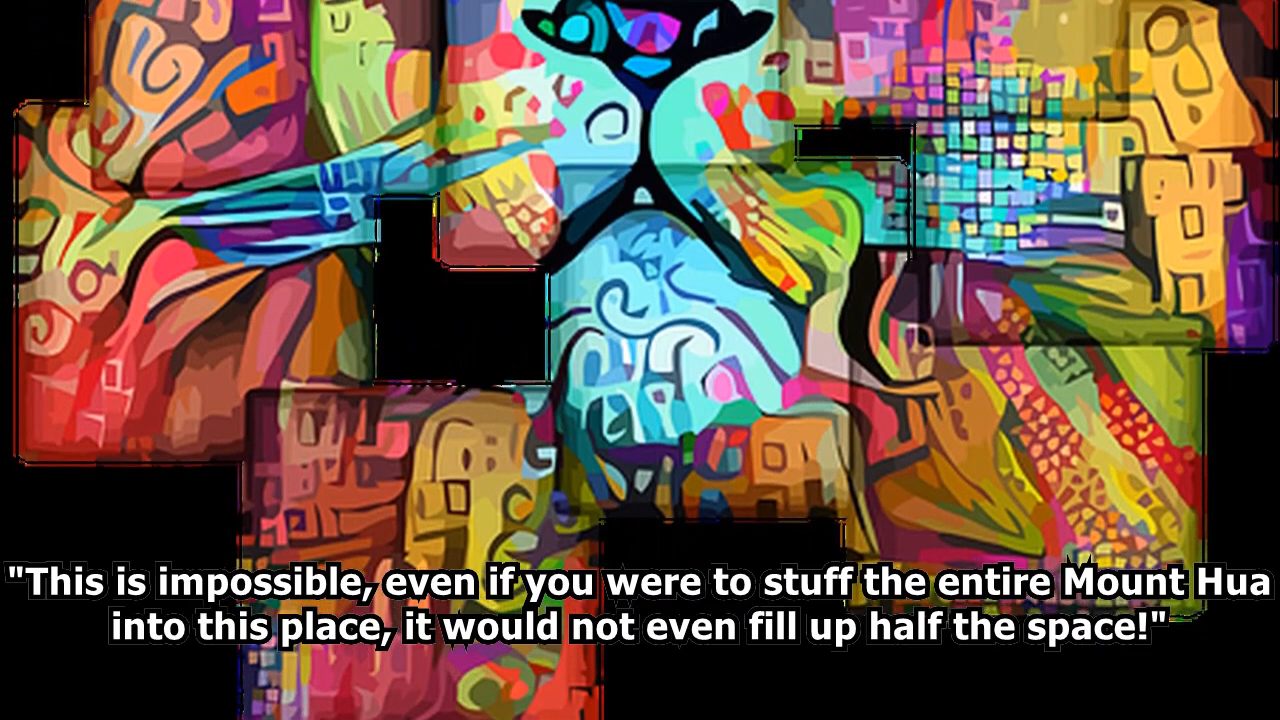 "This is impossible, even if you were to stuff the entire Mount Hua
into this place, it would not even fill up half the space!"